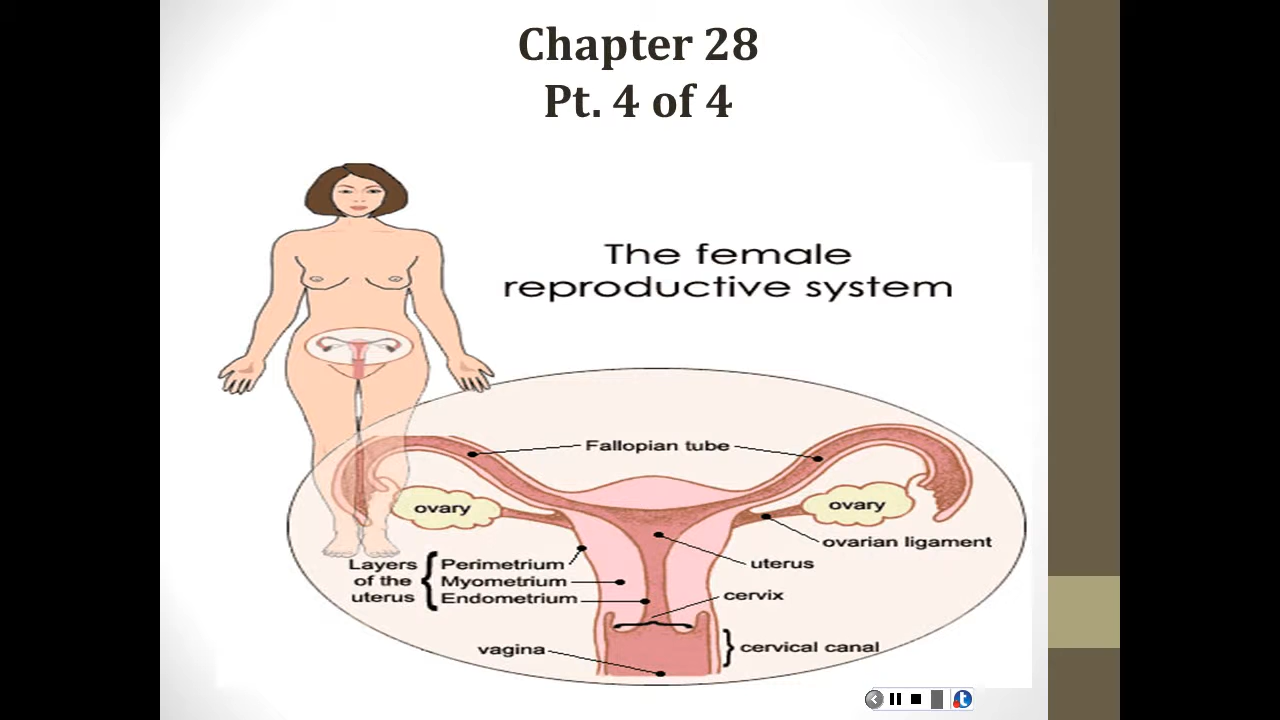 Chapter 28
Pt. 4 of 4
The female
reproductive system
Fallopian tube
ovary
ovary
ovarian ligament
Layers
of the
uterus
Perimetrium
Myometrium
Endometrium
uterus
cervix
vagina
cervical canal
t